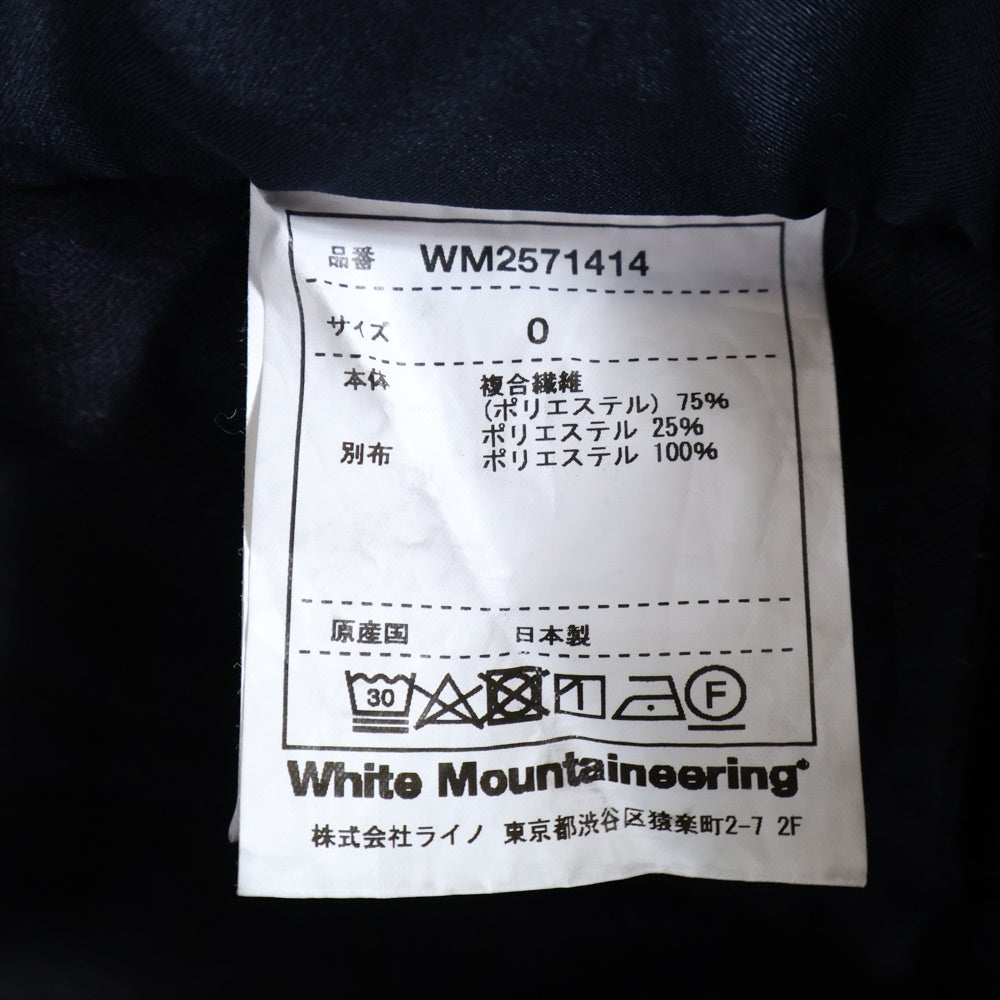 品番 WM2571414
サイズ 0
本体 複合繊維
(ポリエステル) 75%
ポリエステル 25%
別布 ポリエステル 100%
原産国 日本製
30 F
White Mountaineering®
株式会社ライノ 東京都渋谷区猿楽町2-7 2F